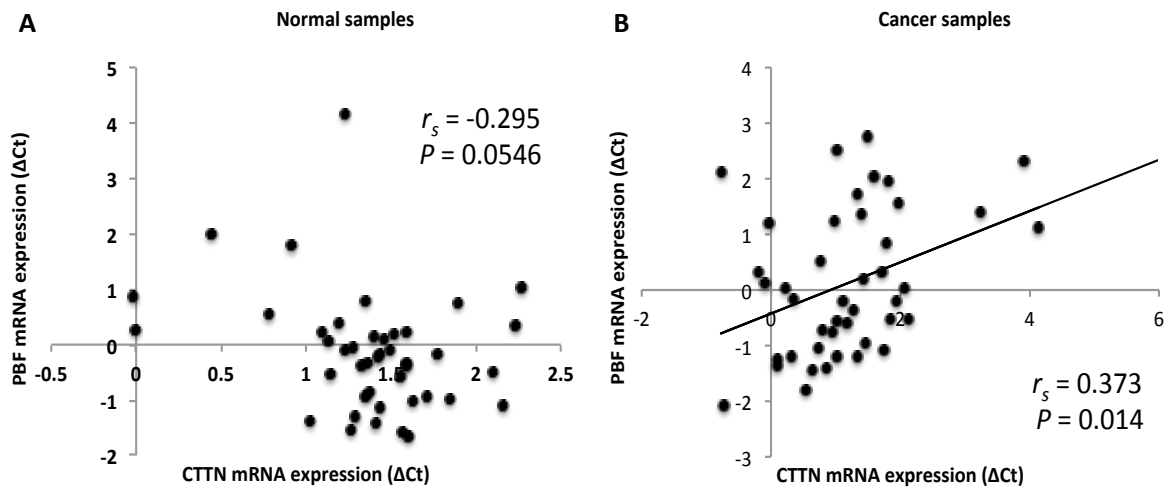 A
Normal samples
PBF mRNA expression (ΔCt)
5
4
3
2
1
0
-1
-2
-0.5
0
0.5
1
1.5
2
2.5
rs = -0.295
P = 0.0546
CTTN mRNA expression (ΔCt)
B
Cancer samples
PBF mRNA expression (ΔCt)
4
3
2
1
0
-1
-2
-3
-2
0
2
4
6
rs = 0.373
P = 0.014
CTTN mRNA expression (ΔCt)